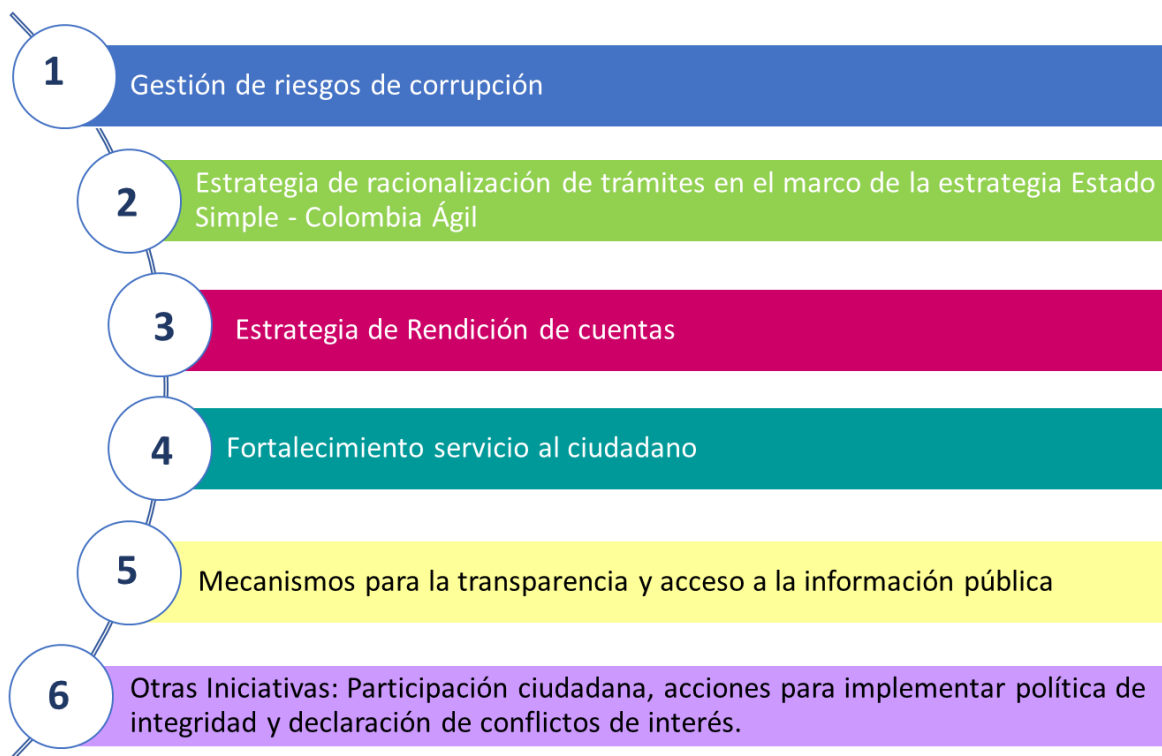 1
Gestión de riesgos de corrupción
2
Estrategia de racionalización de trámites en el marco de la estrategia Estado
Simple - Colombia Ágil
3
Estrategia de Rendición de cuentas
4
Fortalecimiento servicio al ciudadano
5
Mecanismos para la transparencia y acceso a la información pública
6
Otras Iniciativas: Participación ciudadana, acciones para implementar política de
integridad y declaración de conflictos de interés.